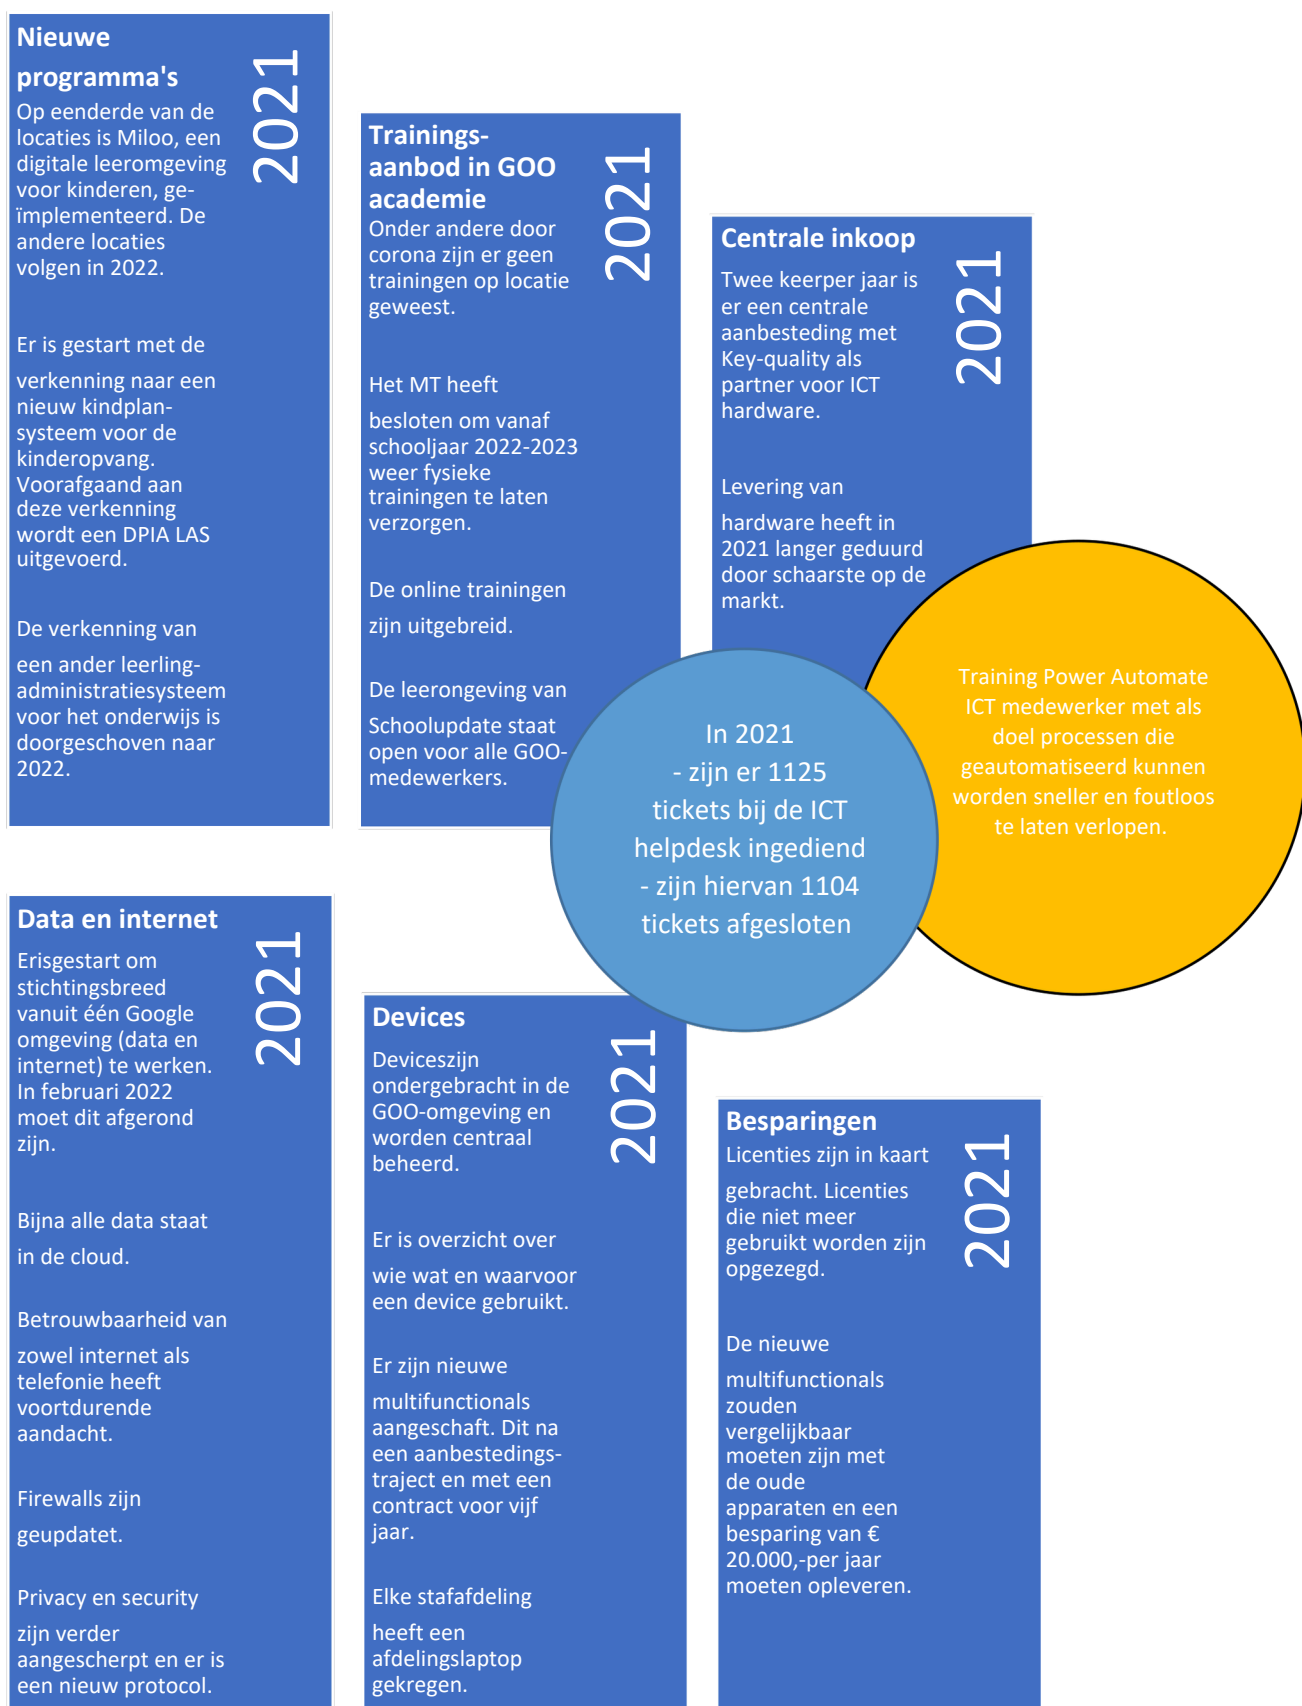 Nieuwe
programma's
Op eenderde van de
locaties is Miloo, een
digitale leeromgeving
voor kinderen, ge-
ïmplementeerd. De
andere locaties
volgen in 2022.
Er is gestart met de
verkenning naar een
nieuw kindplan-
systeem voor de
kinderopvang.
Voorafgaand aan
deze verkenning
wordt een DPIA LAS
uitgevoerd.
De verkenning van
een ander leerling-
administratiesysteem
voor het onderwijs is
doorgeschoven naar
2022.
2021
Trainings-
aanbod in GOO
academie
Onder andere door
corona zijn er geen
trainingen op locatie
geweest.
Het MT heeft
besloten om vanaf
schooljaar 2022-2023
weer fysieke
trainingen te laten
verzorgen.
De online trainingen
zijn uitgebreid.
De leerongeving van
Schoolupdate staat
open voor alle GOO-
medewerkers.
2021
Centrale inkoop
Twee keerper jaar is
er een centrale
aanbesteding met
Key-quality als
partner voor ICT
hardware.
Levering van
hardware heeft in
2021 langer geduurd
door schaarste op de
markt.
2021
In 2021
- zijn er 1125
tickets bij de ICT
helpdesk ingediend
- zijn hiervan 1104
tickets afgesloten
Training Power Automate
ICT medewerker met als
doel processen die
geautomatiseerd kunnen
worden sneller en foutloos
te laten verlopen.
Data en internet
Erisgestart om
stichtingsbreed
vanuit één Google
omgeving (data en
internet) te werken.
In februari 2022
moet dit afgerond
zijn.
Bijna alle data staat
in de cloud.
Betrouwbaarheid van
zowel internet als
telefonie heeft
voortdurende
aandacht.
Firewalls zijn
geupdatet.
Privacy en security
zijn verder
aangescherpt en er is
een nieuw protocol.
2021
Devices
Deviceszijn
ondergebracht in de
GOO-omgeving en
worden centraal
beheerd.
Er is overzicht over
wie wat en waarvoor
een device gebruikt.
Er zijn nieuwe
multifunctionals
aangeschaft. Dit na
een aanbestedings-
traject en met een
contract voor vijf
jaar.
Elke stafafdeling
heeft een
afdelingslaptop
gekregen.
2021
Besparingen
Licenties zijn in kaart
gebracht. Licenties
die niet meer
gebruikt worden zijn
opgezegd.
De nieuwe
multifunctionals
zouden
vergelijkbaar
moeten zijn met
de oude
apparaten en een
besparing van €
20.000,-per jaar
moeten opleveren.
2021